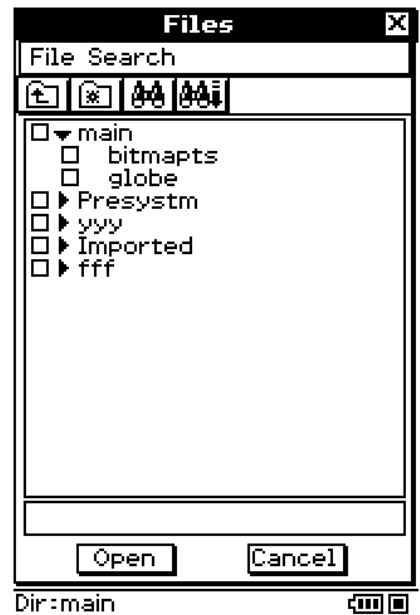 Files
File Search
main
bitmapts
globe
Presystm
yyy
Imported
fff
Open Cancel
Dir:main